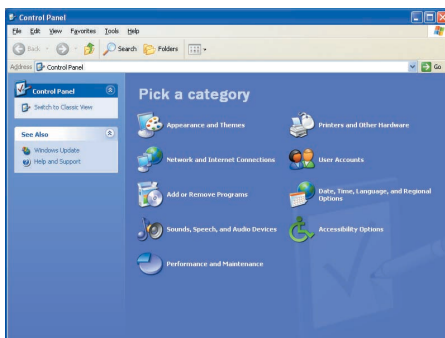 Control Panel
File Edit View Favorites Tools Help
Back Search Folders
Address Control Panel Go
Control Panel
Switch to Classic View
See Also
Windows Update
Help and Support
Pick a category
Appearance and Themes
Printers and Other Hardware
Network and Internet Connections
User Accounts
Add or Remove Programs
Date, Time, Language, and Regional
Options
Sounds, Speech, and Audio Devices
Accessibility Options
Performance and Maintenance